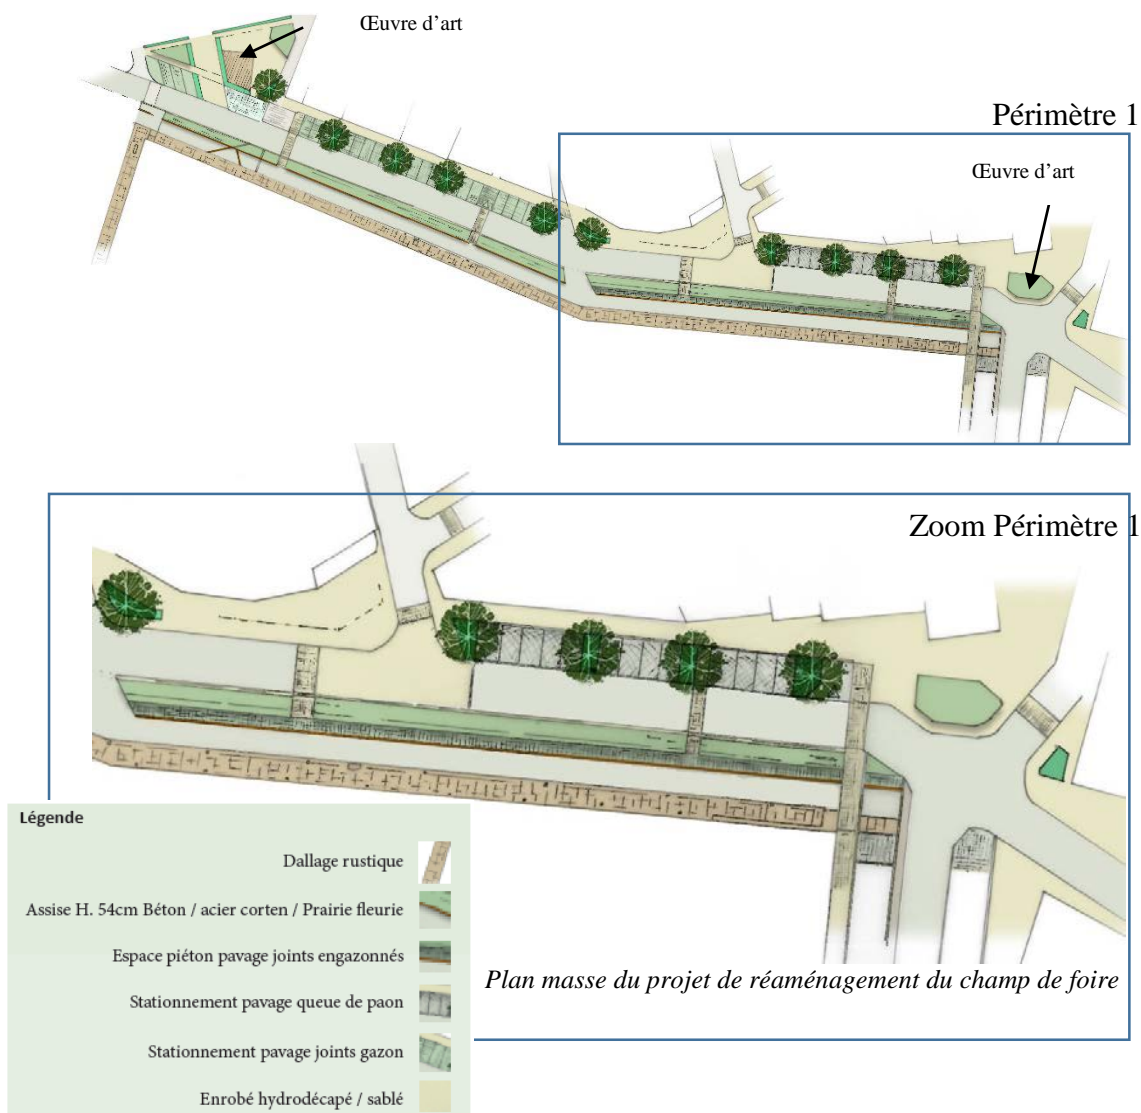 Œuvre d’art
Périmètre 1
Œuvre d’art
Zoom Périmètre 1
Légende
Dallage rustique
Assise H. 54cm Béton / acier corten / Prairie fleurie
Espace piéton pavage joints engazonnés
Stationnement pavage queue de paon
Stationnement pavage joints gazon
Enrobé hydrodécapé / sablé
Plan masse du projet de réaménagement du champ de foire